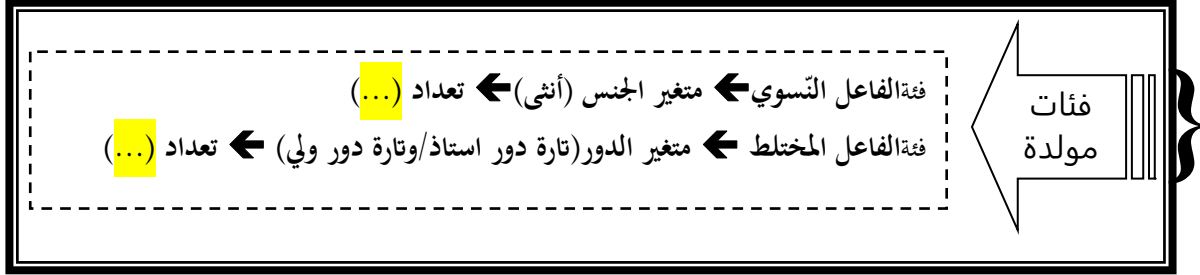 فئات
مولدة
فئةالفاعل النّسوي🡸 متغير الجنس (أنثى)🡸 تعداد (...)
فئةالفاعل المختلط 🡸 متغير الدور(تارة دور استاذ/وتارة دور ولي) 🡸 تعداد (...)